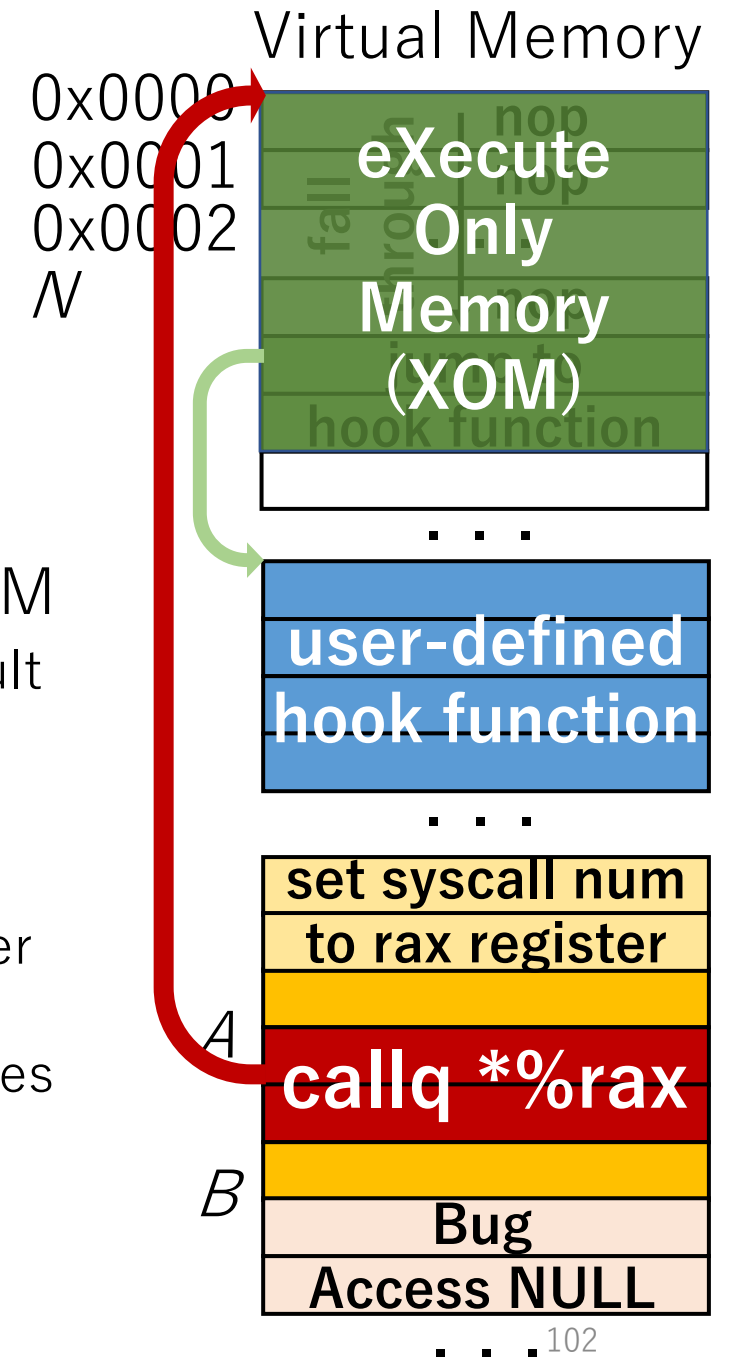 Virtual Memory
0x0000
0x0001
0x0002
N
nop
nop
nop
fall
through
jump to
hook function
eXecute
Only
Memory
(XOM)
. . .
M
ult
user-defined
hook function
. . .
set syscall num
to rax register
er
A
es
callq *%rax
B
Bug
Access NULL
. . .
102